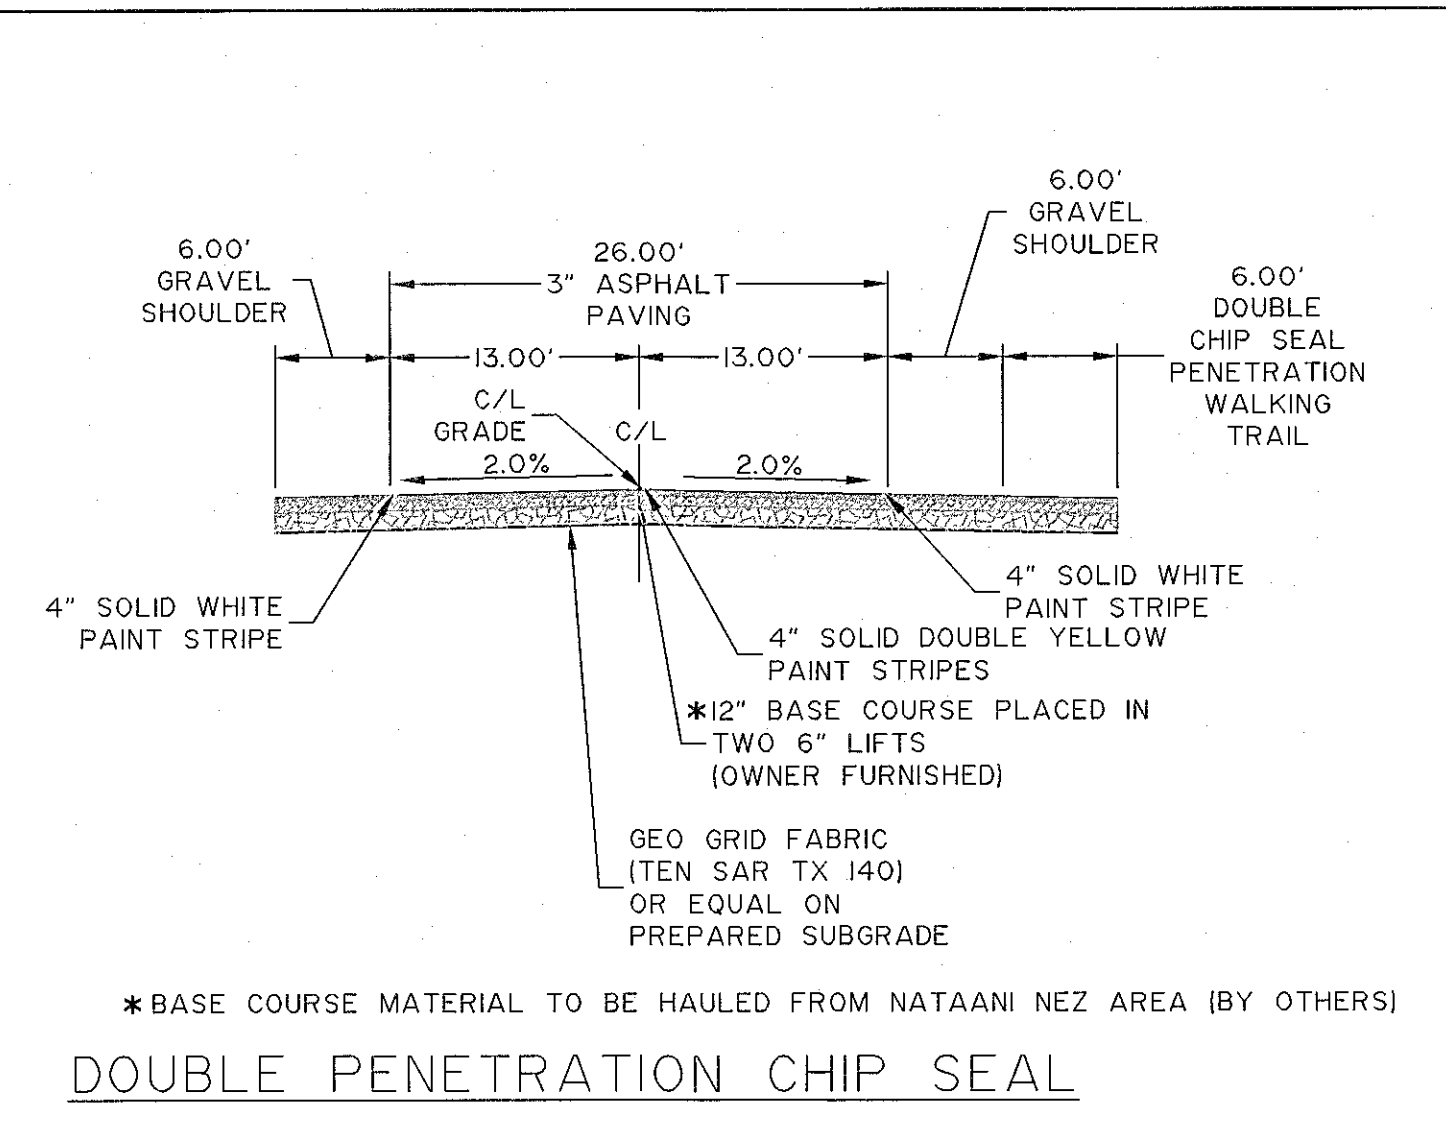 6.00'
GRAVEL
SHOULDER
26.00'
3" ASPHALT
PAVING
6.00'
GRAVEL
SHOULDER
6.00'
DOUBLE
CHIP SEAL
PENETRATION
WALKING
TRAIL
13.00'
13.00'
C/L
GRADE
C/L
2.0%
2.0%
4" SOLID WHITE
PAINT STRIPE
4" SOLID WHITE
PAINT STRIPE
4" SOLID DOUBLE YELLOW
PAINT STRIPES
*12" BASE COURSE PLACED IN
TWO 6" LIFTS
(OWNER FURNISHED)
GEO GRID FABRIC
(TEN SAR TX 140)
OR EQUAL ON
PREPARED SUBGRADE
* BASE COURSE MATERIAL TO BE HAULED FROM NATAANI NEZ AREA (BY OTHERS)
DOUBLE PENETRATION CHIP SEAL